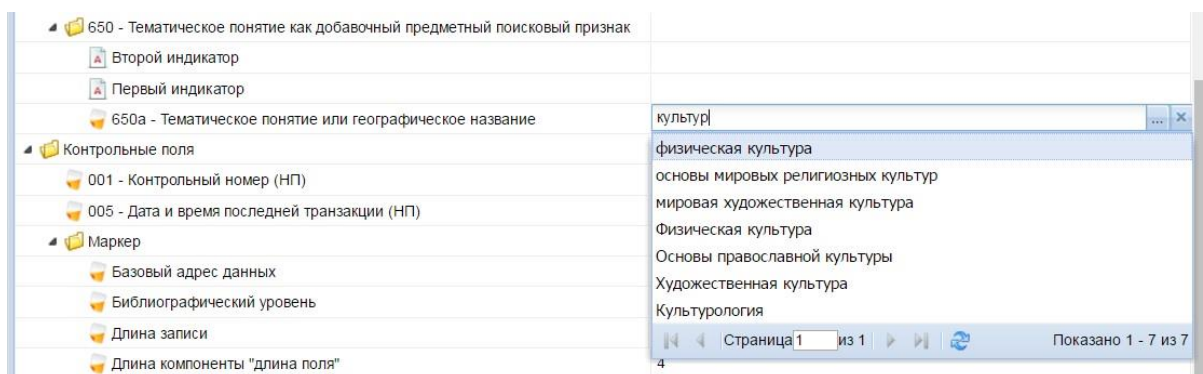 650 - Тематическое понятие как добавочный предметный поисковый признак
Второй индикатор
Первый индикатор
650a - Тематическое понятие или географическое название
культур
... ×
Контрольные поля
физическая культура
001 - Контрольный номер (НП)
основы мировых религиозных культур
005 - Дата и время последней транзакции (НП)
мировая художественная культура
Маркер
Физическая культура
Базовый адрес данных
Основы православной культуры
Библиографический уровень
Художественная культура
Длина записи
Культурология
Страница 1 из 1 Показано 1 - 7 из 7
Длина компоненты "длина поля"
4